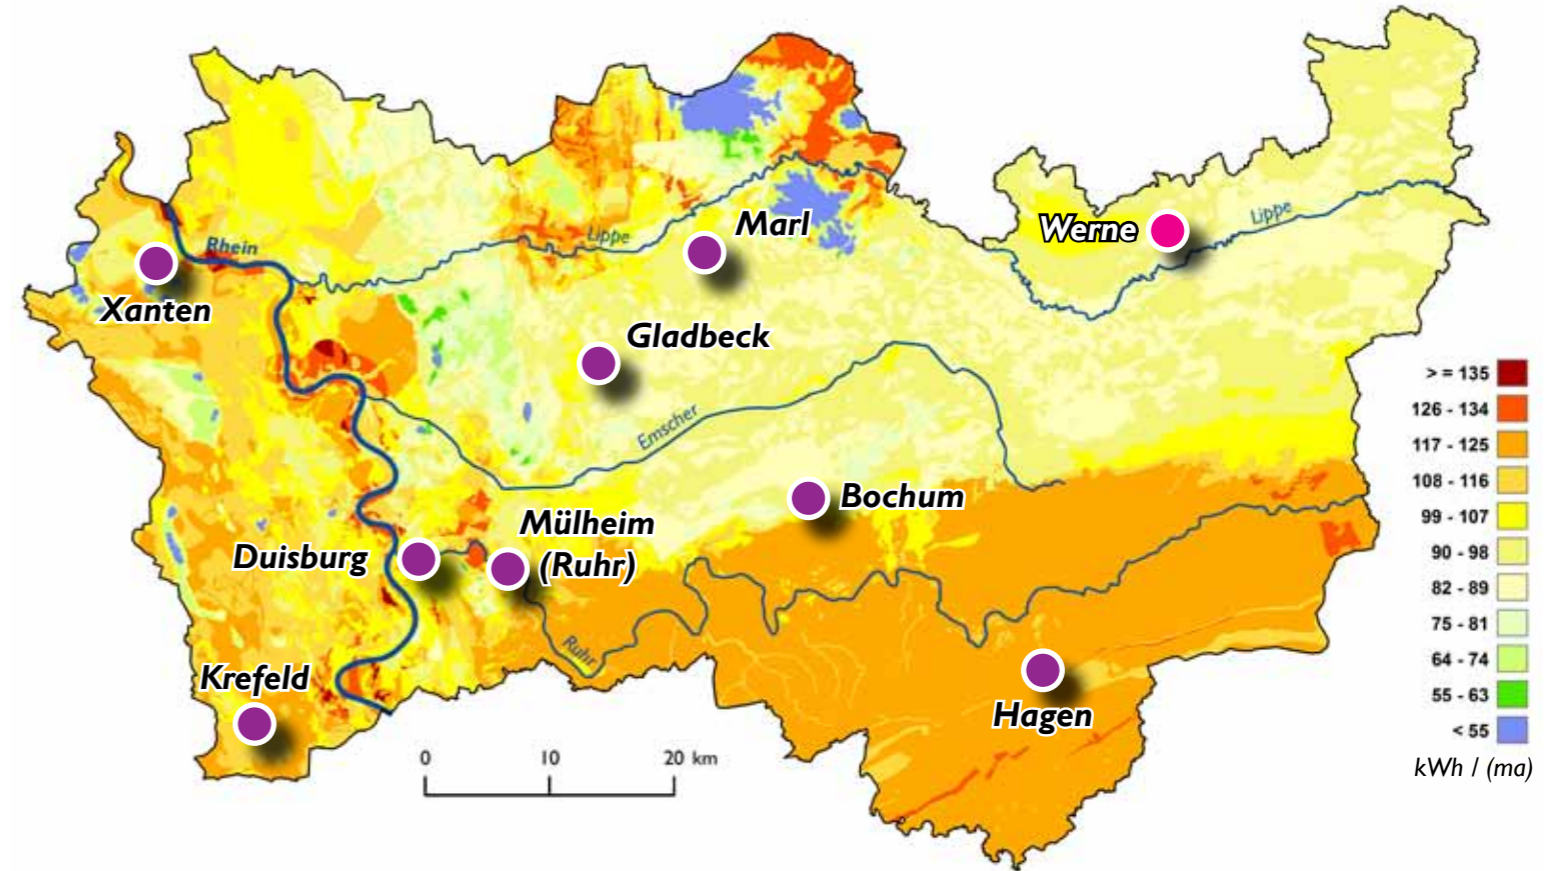 Marl
Werne
Lippe
Rhein
Lippe
Xanten
Gladbeck
> = 135
126 - 134
Emscher
117 - 125
108 - 116
Bochum
99 - 107
Mülheim
(Ruhr)
Duisburg
90 - 98
82 - 89
75 - 81
Ruhr
64 - 74
Krefeld
55 - 63
Hagen
< 55
0 10 20 km
kWh / (ma)